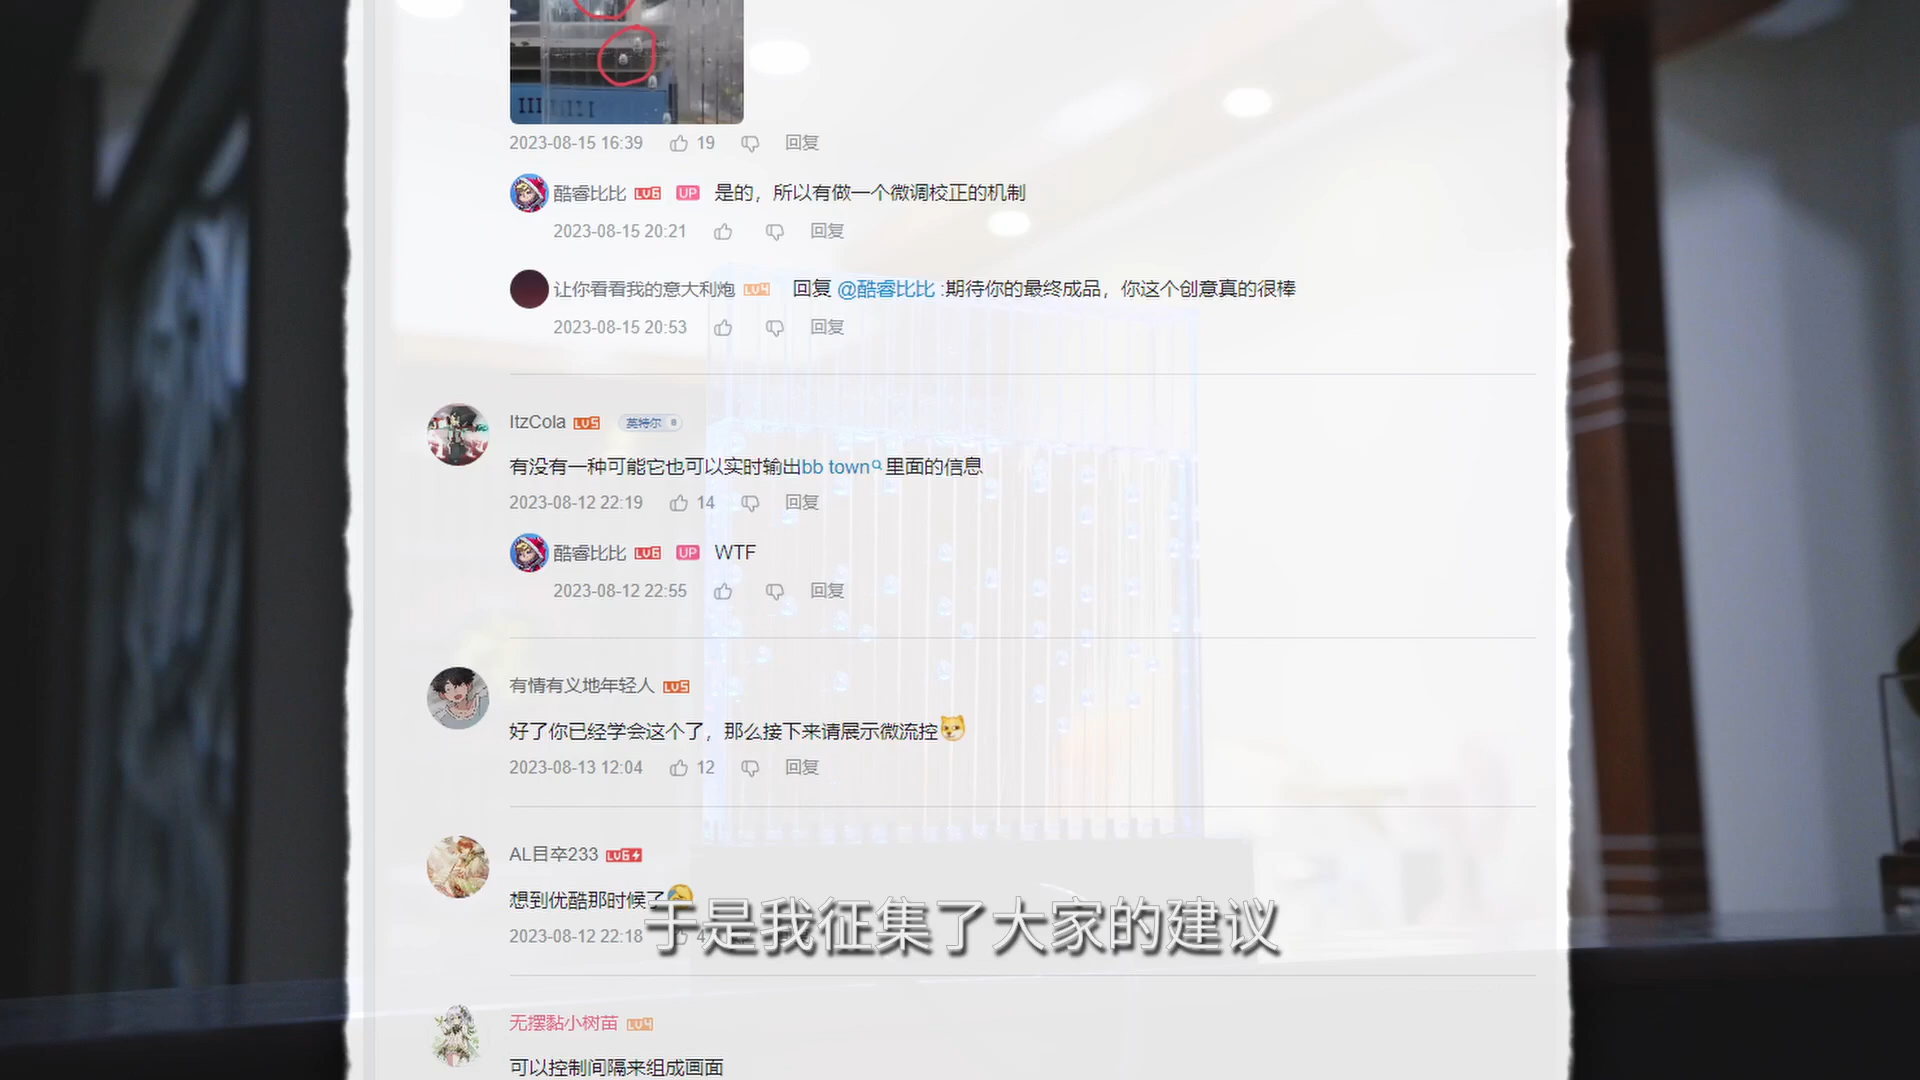 2023-08-15 16:39 19 回复
酷睿比比 LV6 UP 是的，所以有做一个微调校正的机制
2023-08-15 20:21 回复
让你看看我的意大利炮 LV4 回复 @酷睿比比 :期待你的最终成品，你这个创意真的很棒
2023-08-15 20:53 回复
ItzCola LV5 英特尔
有没有一种可能它也可以实时输出bb town里面的信息
2023-08-12 22:19 14 回复
酷睿比比 LV6 UP WTF
2023-08-12 22:55 回复
有情有义地年轻人 LV5
好了你已经学会这个了，那么接下来请展示微流控
2023-08-13 12:04 12 回复
AL目卒233 LV6
想到优酷那时候了
2023-08-12 22:18
于是我征集了大家的建议
无摆黏小树苗 LV4
可以控制间隔来组成画面